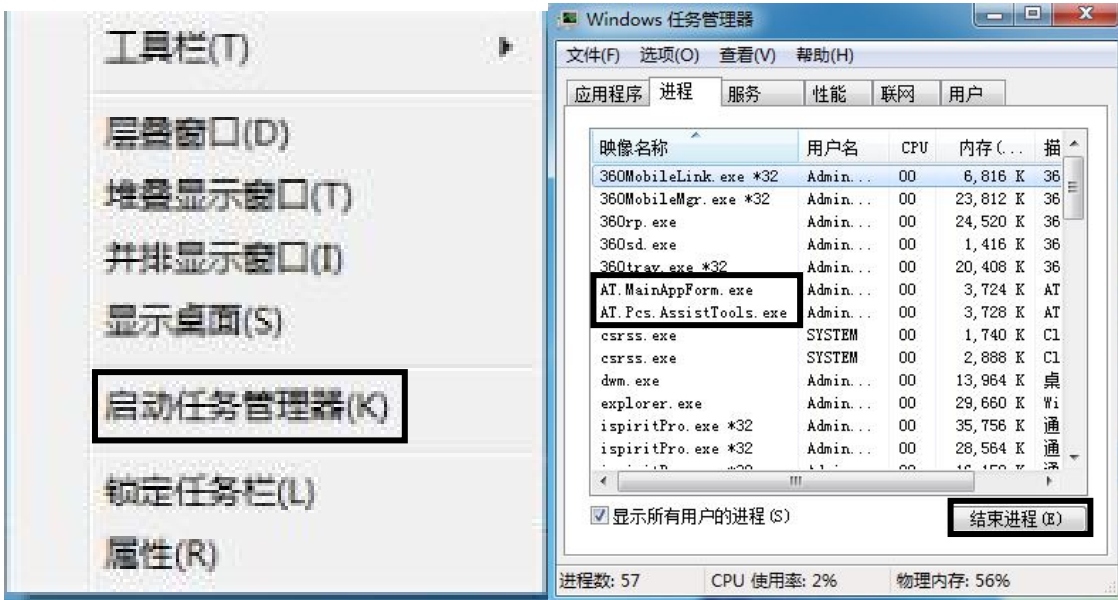 工具栏(T)
层叠窗口(D)
堆叠显示窗口(T)
并排显示窗口(I)
显示桌面(S)
启动任务管理器(K)
锁定任务栏(L)
属性(R)
Windows 任务管理器
文件(F) 选项(O) 查看(V) 帮助(H)
应用程序 进程 服务 性能 联网 用户
映像名称 用户名 CPU 内存(... 描
360MobileLink.exe *32 Admin... 00 6,816 K 36
360MobileMgr.exe *32 Admin... 00 23,812 K 36
360rp.exe Admin... 00 24,520 K 36
360sd.exe Admin... 00 1,416 K 36
360tray.exe *32 Admin... 00 20,408 K 36
AT.MainAppForm.exe Admin... 00 3,724 K AT
AT.Pcs.AssistTools.exe Admin... 00 3,728 K AT
csrss.exe SYSTEM 00 1,740 K Cl
csrss.exe SYSTEM 00 2,888 K Cl
dwm.exe Admin... 00 13,964 K 桌
explorer.exe Admin... 00 29,660 K Wi
ispiritPro.exe *32 Admin... 00 35,756 K 通
ispiritPro.exe *32 Admin... 00 28,564 K 通
显示所有用户的进程(S) 结束进程(E)
进程数: 57 CPU 使用率: 2% 物理内存: 56%